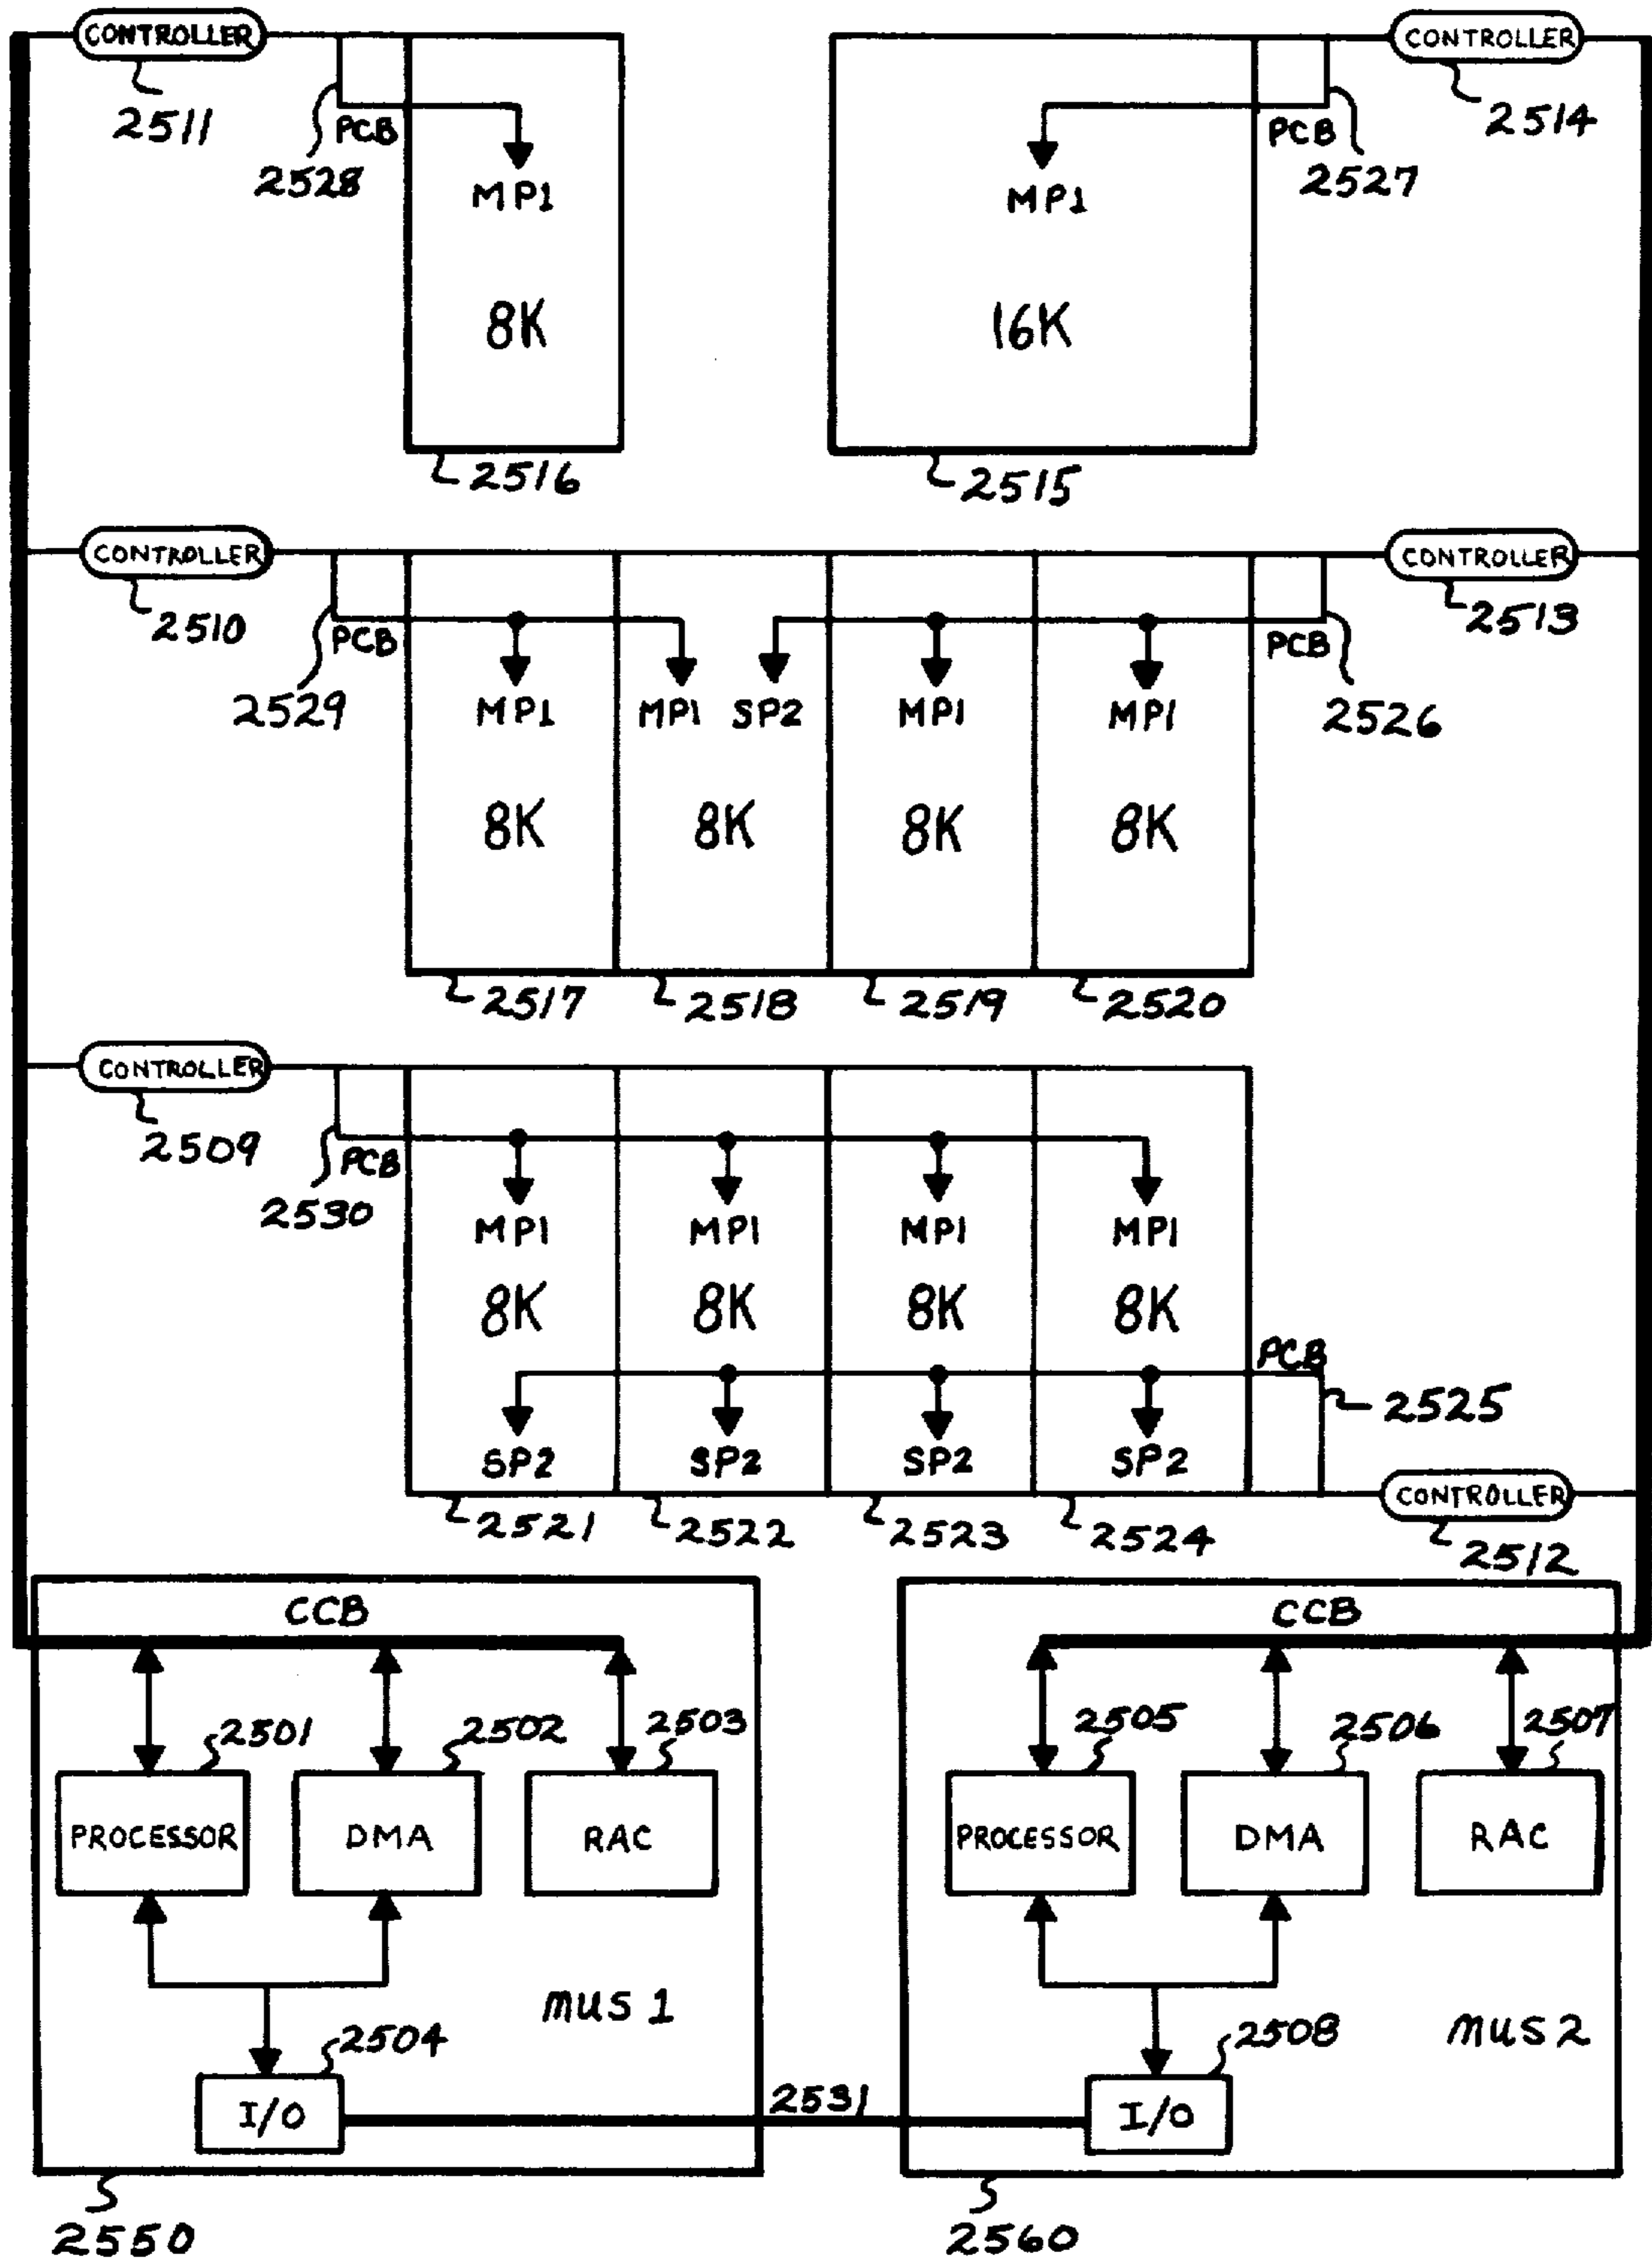 CONTROLLER
CONTROLLER
2511
2514
PCB
PCB
2528
2527
MP1
MP1
8K
16K
2516
2515
CONTROLLER
CONTROLLER
2510
2513
PCB
PCB
2529
2526
MP1
MP1
SP2
MP1
MP1
8K
8K
8K
8K
2517
2518
2519
2520
CONTROLLER
2509
PCB
2530
MP1
MP1
MP1
MP1
8K
8K
8K
8K
PCB
2525
SP2
SP2
SP2
SP2
CONTROLLER
2521
2522
2523
2524
2512
CCB
CCB
2501
2502
2503
2505
2506
2507
PROCESSOR
DMA
RAC
PROCESSOR
DMA
RAC
MUS 1
MUS 2
2504
2508
I/O
2531
I/O
2550
2560